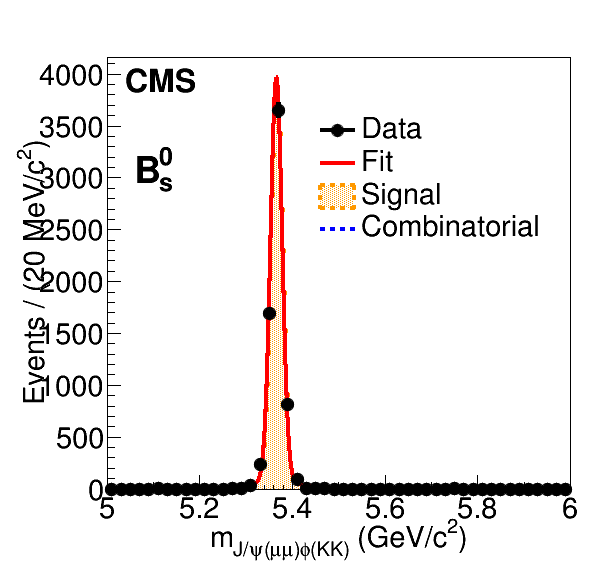 4000
3500
3000
2500
2000
1500
1000
500
0
Events / (20 MeV/c²)
CMS
B⁰ₛ
Data
Fit
Signal
Combinatorial
5 5.2 5.4 5.6 5.8 6
m_J/ψ(μμ)φ(KK) (GeV/c²)